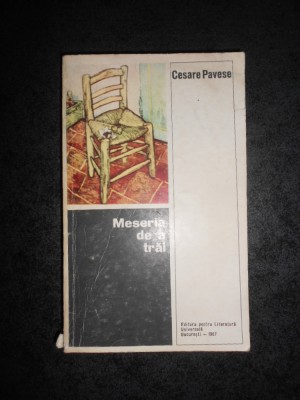 Cesare Pavese
Meseria
de a
trăi
Editura pentru Literatură
Universală
București — 1967